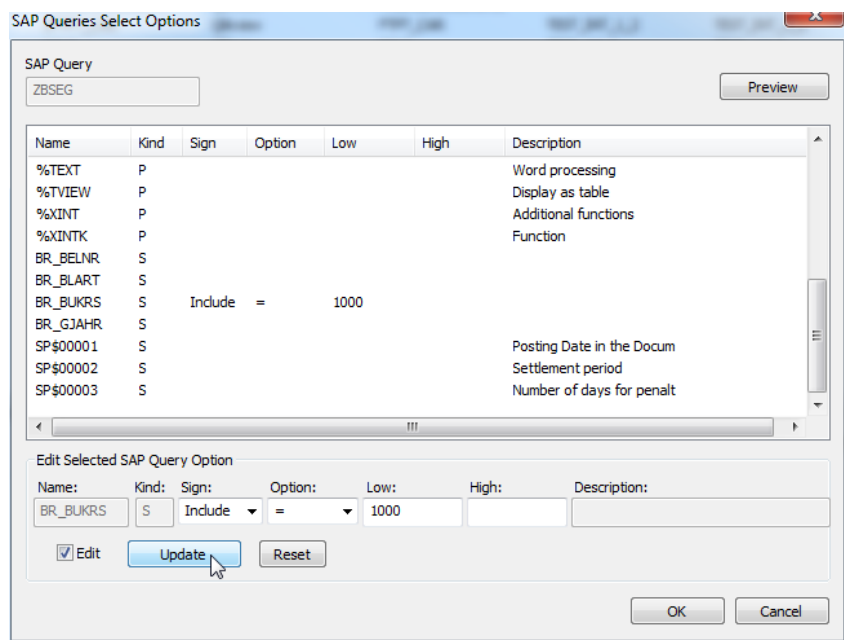 SAP Queries Select Options
SAP Query
ZBSEG
Preview
Name Kind Sign Option Low High Description
%TEXT P Word processing
%TVIEW P Display as table
%XINT P Additional functions
%XINTK P Function
BR_BELNR S
BR_BLART S
BR_BUKRS S Include = 1000
BR_GJAHR S
SP$00001 S Posting Date in the Docum
SP$00002 S Settlement period
SP$00003 S Number of days for penalt
Edit Selected SAP Query Option
Name: Kind: Sign: Option: Low: High: Description:
BR_BUKRS S Include = 1000
Edit Update Reset
OK Cancel